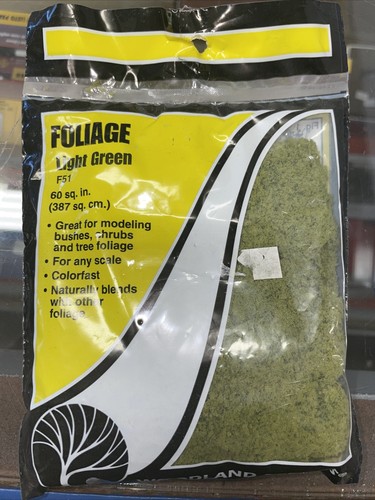 FOLIAGE
Light Green
F51
60 sq. in.
(387 sq. cm.)
• Great for modeling
bushes, shrubs
and tree foliage
• For any scale
• Colorfast
• Naturally blends
with other
foliage